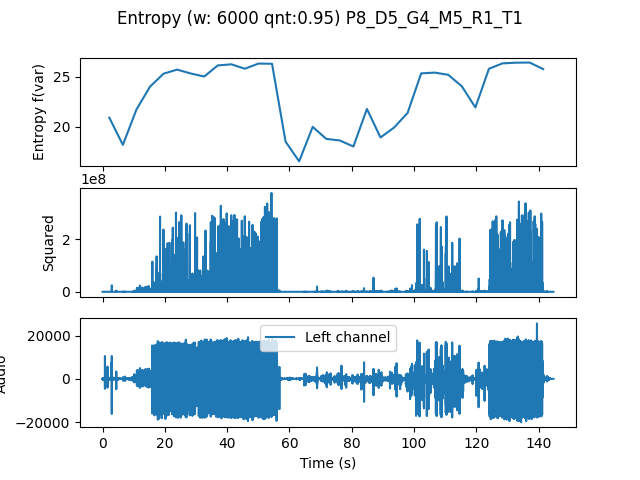 Entropy (w: 6000 qnt:0.95) P8_D5_G4_M5_R1_T1
25
20
Entropy f(var)
1e8
2
0
Squared
20000
0
−20000
Audio
Left channel
0 20 40 60 80 100 120 140
Time (s)